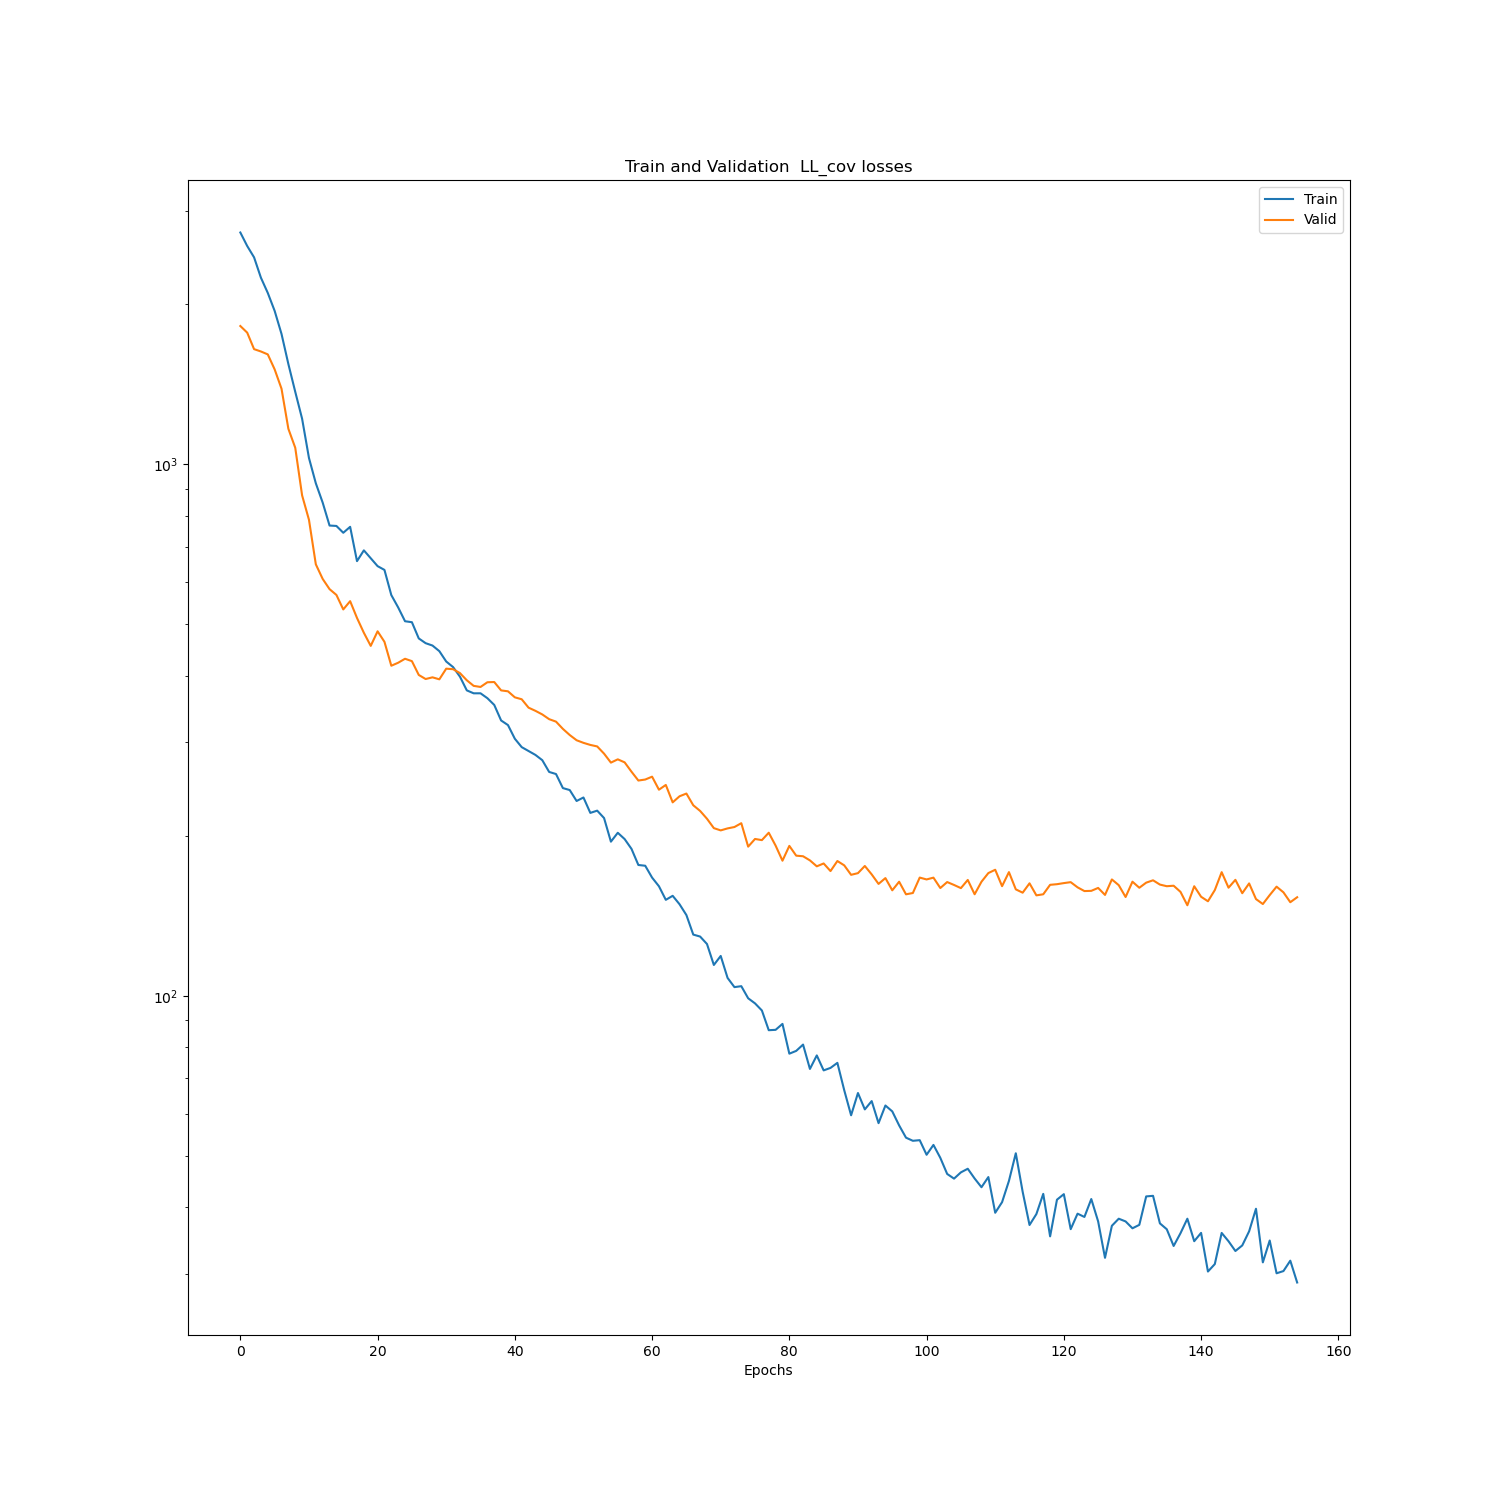 Train and Validation  LL_cov losses
Train
Valid
10³
10²
0 20 40 60 80 100 120 140 160
Epochs